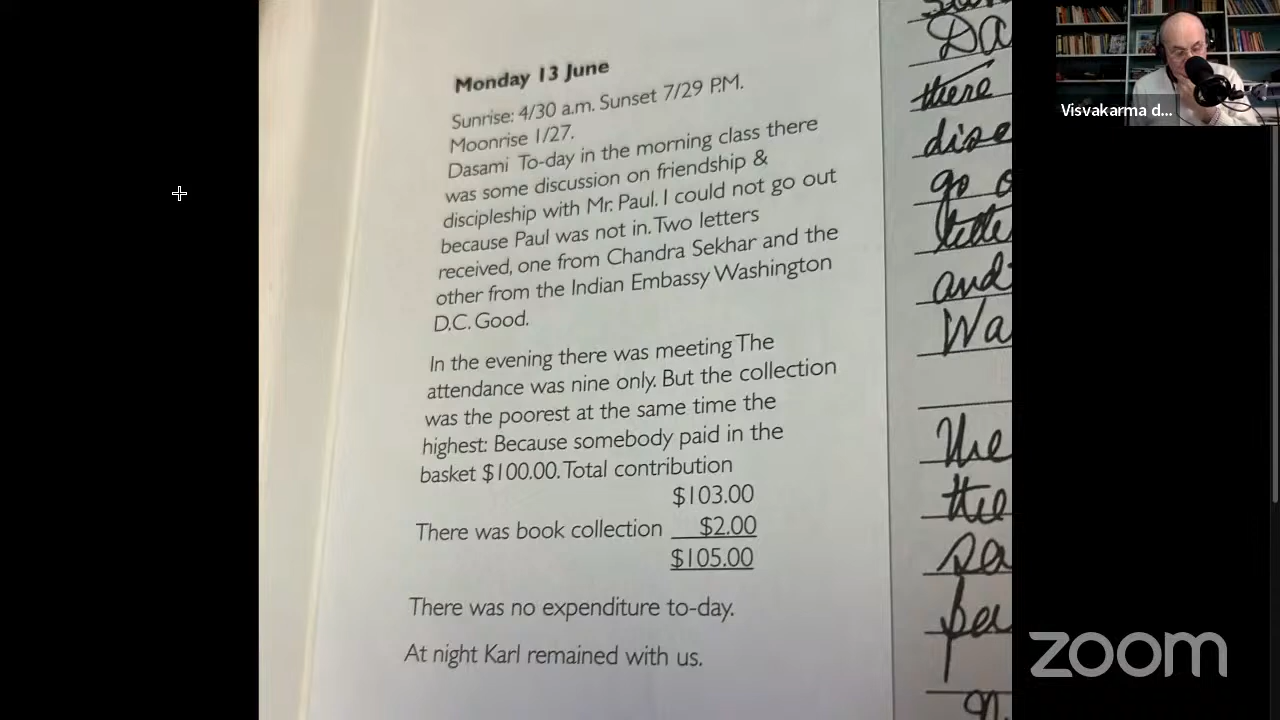 Monday 13 June
Sunrise: 4/30 a.m. Sunset 7/29 P.M.
Moonrise 1/27.
Dasami To-day in the morning class there
was some discussion on friendship &
discipleship with Mr. Paul. I could not go out
because Paul was not in. Two letters
received, one from Chandra Sekhar and the
other from the Indian Embassy Washington
D.C. Good.
In the evening there was meeting The
attendance was nine only. But the collection
was the poorest at the same time the
highest: Because somebody paid in the
basket $100.00. Total contribution
$103.00
There was book collection $2.00
$105.00
There was no expenditure to-day.
At night Karl remained with us.
Da
there
dise
go o
lette
and
Wa
the
the
Visvakarma d...
zoom